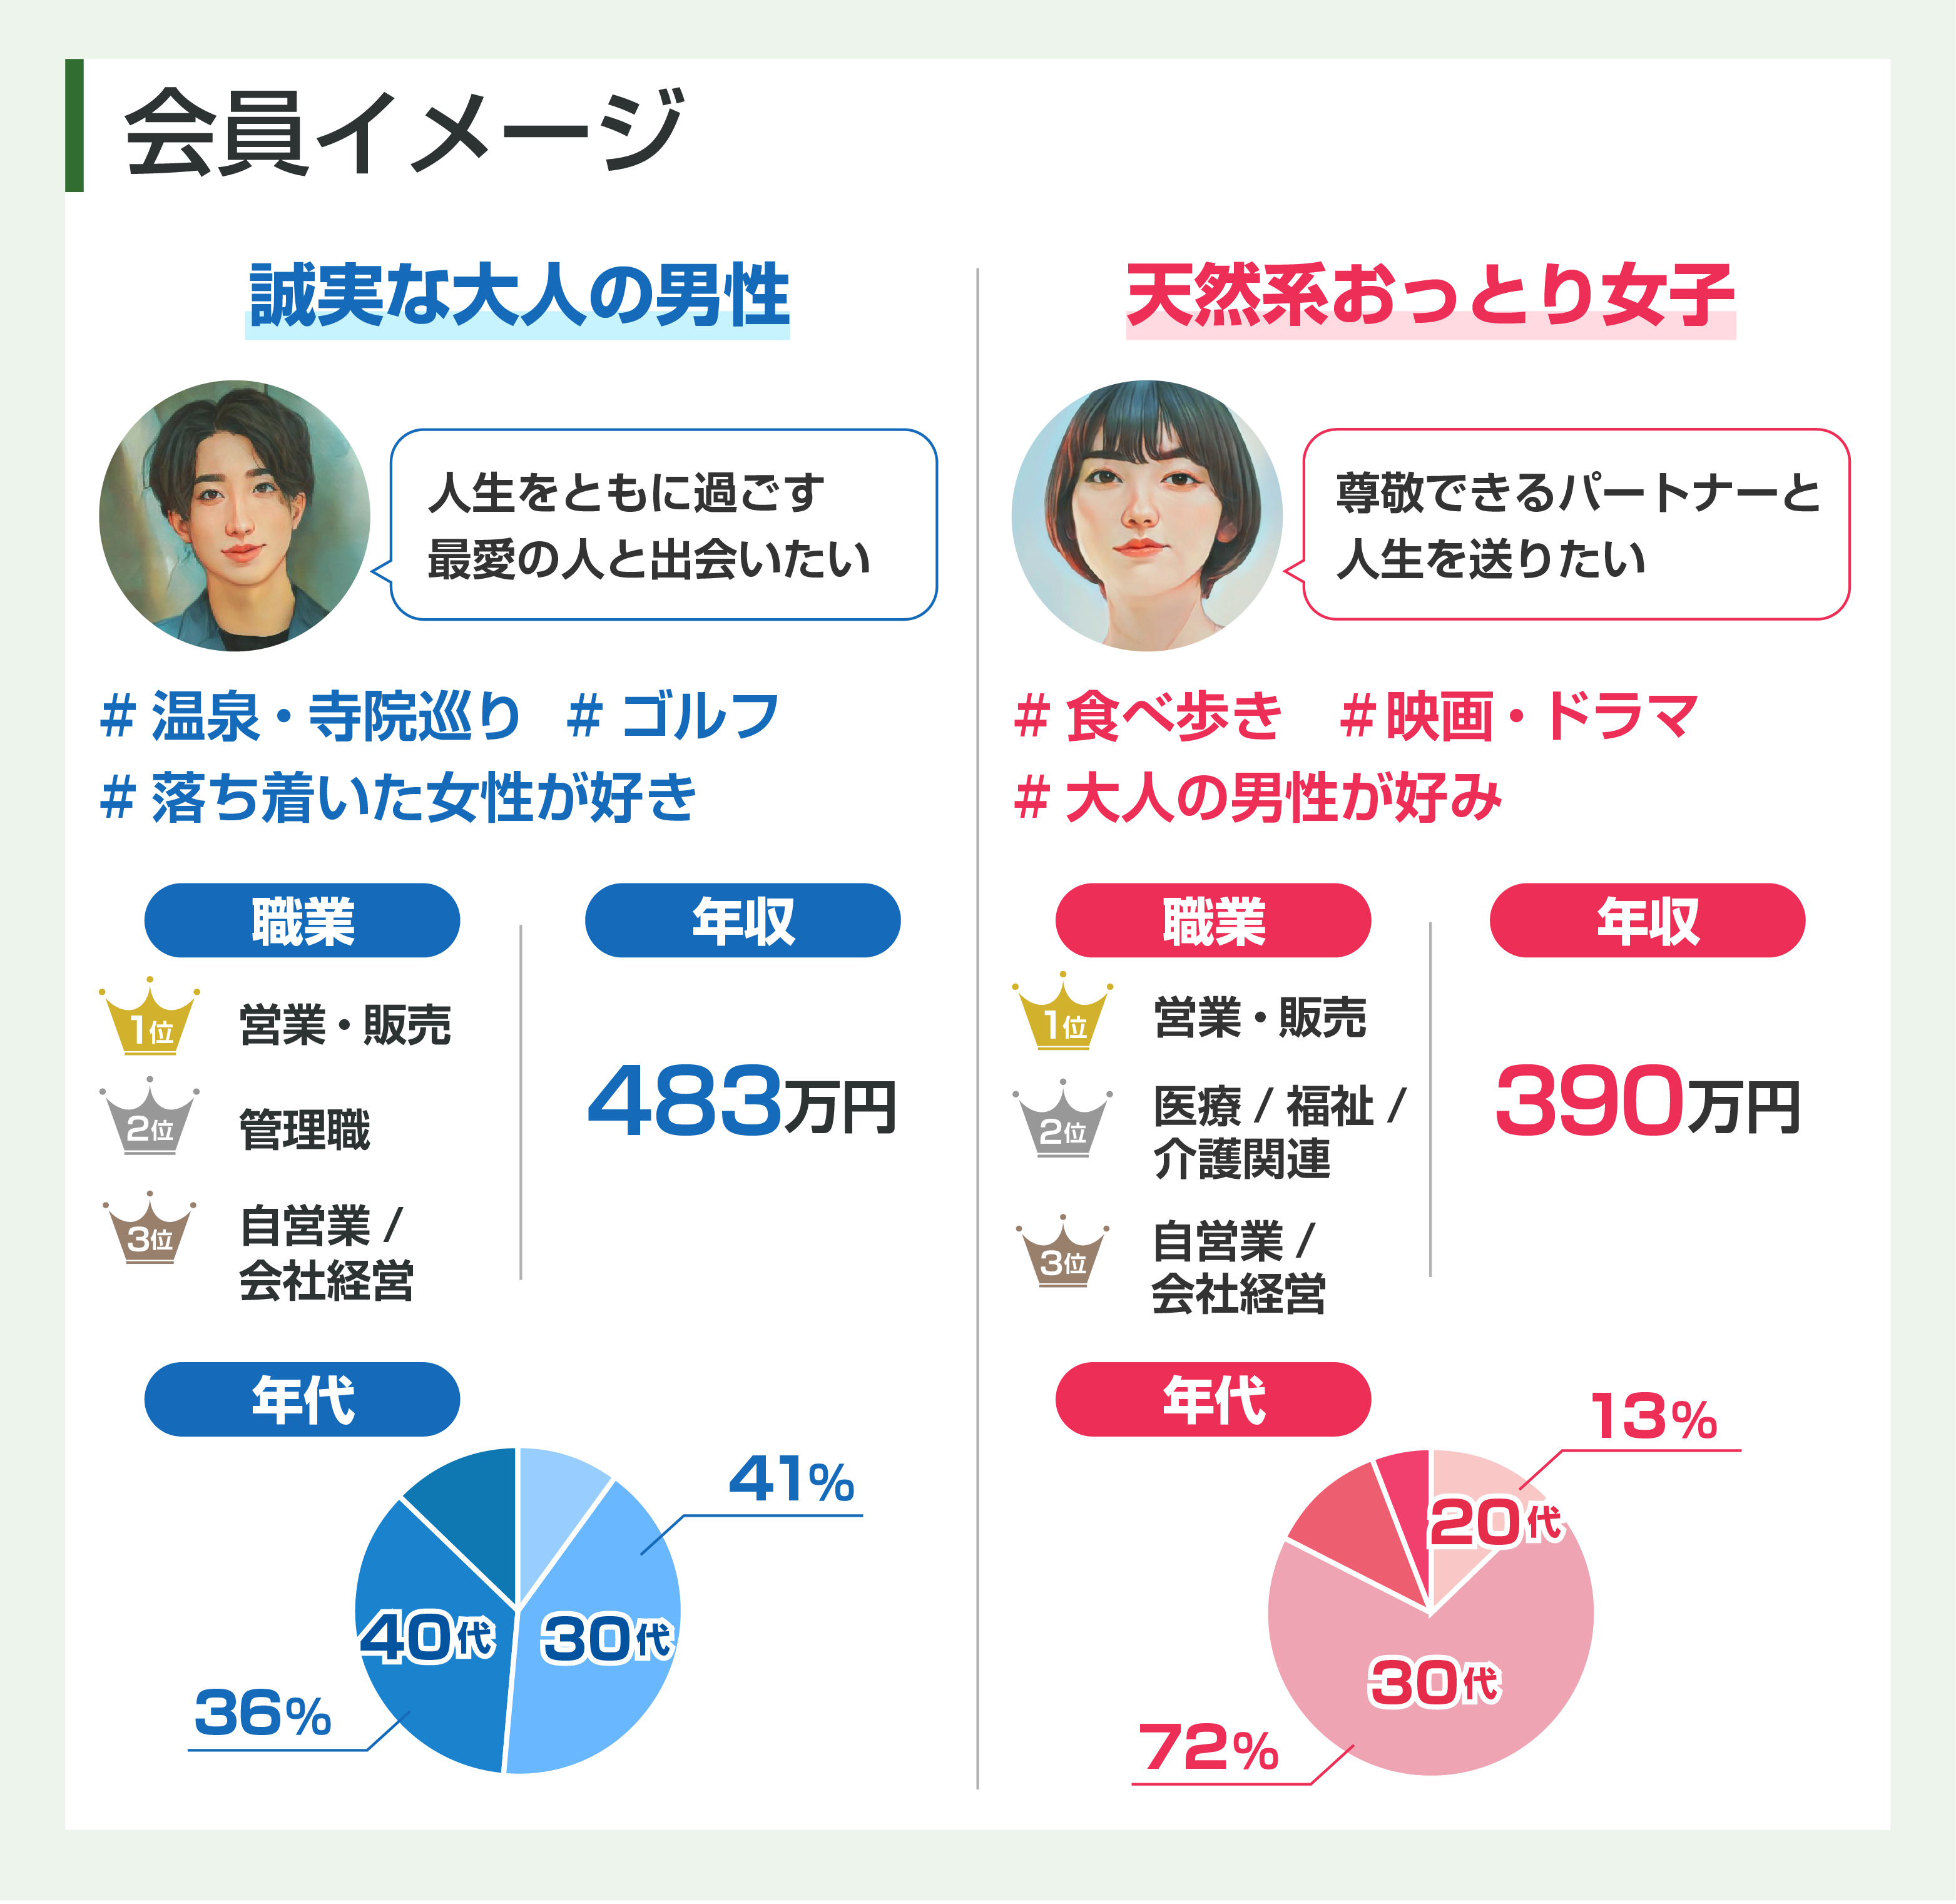 会員イメージ
誠実な大人の男性
人生をともに過ごす
最愛の人と出会いたい
# 温泉・寺院巡り # ゴルフ
# 落ち着いた女性が好き
職業
1位 営業・販売
2位 管理職
3位 自営業 /
会社経営
年収
483万円
年代
41%
40代
30代
36%
天然系おっとり女子
尊敬できるパートナーと
人生を送りたい
# 食べ歩き # 映画・ドラマ
# 大人の男性が好み
職業
1位 営業・販売
2位 医療 / 福祉 /
介護関連
3位 自営業 /
会社経営
年収
390万円
年代
13%
20代
30代
72%